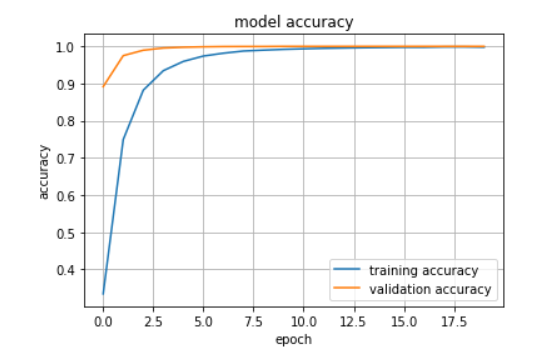 model accuracy
1.0
0.9
0.8
0.7
0.6
0.5
0.4
accuracy
training accuracy
validation accuracy
0.0 2.5 5.0 7.5 10.0 12.5 15.0 17.5
epoch